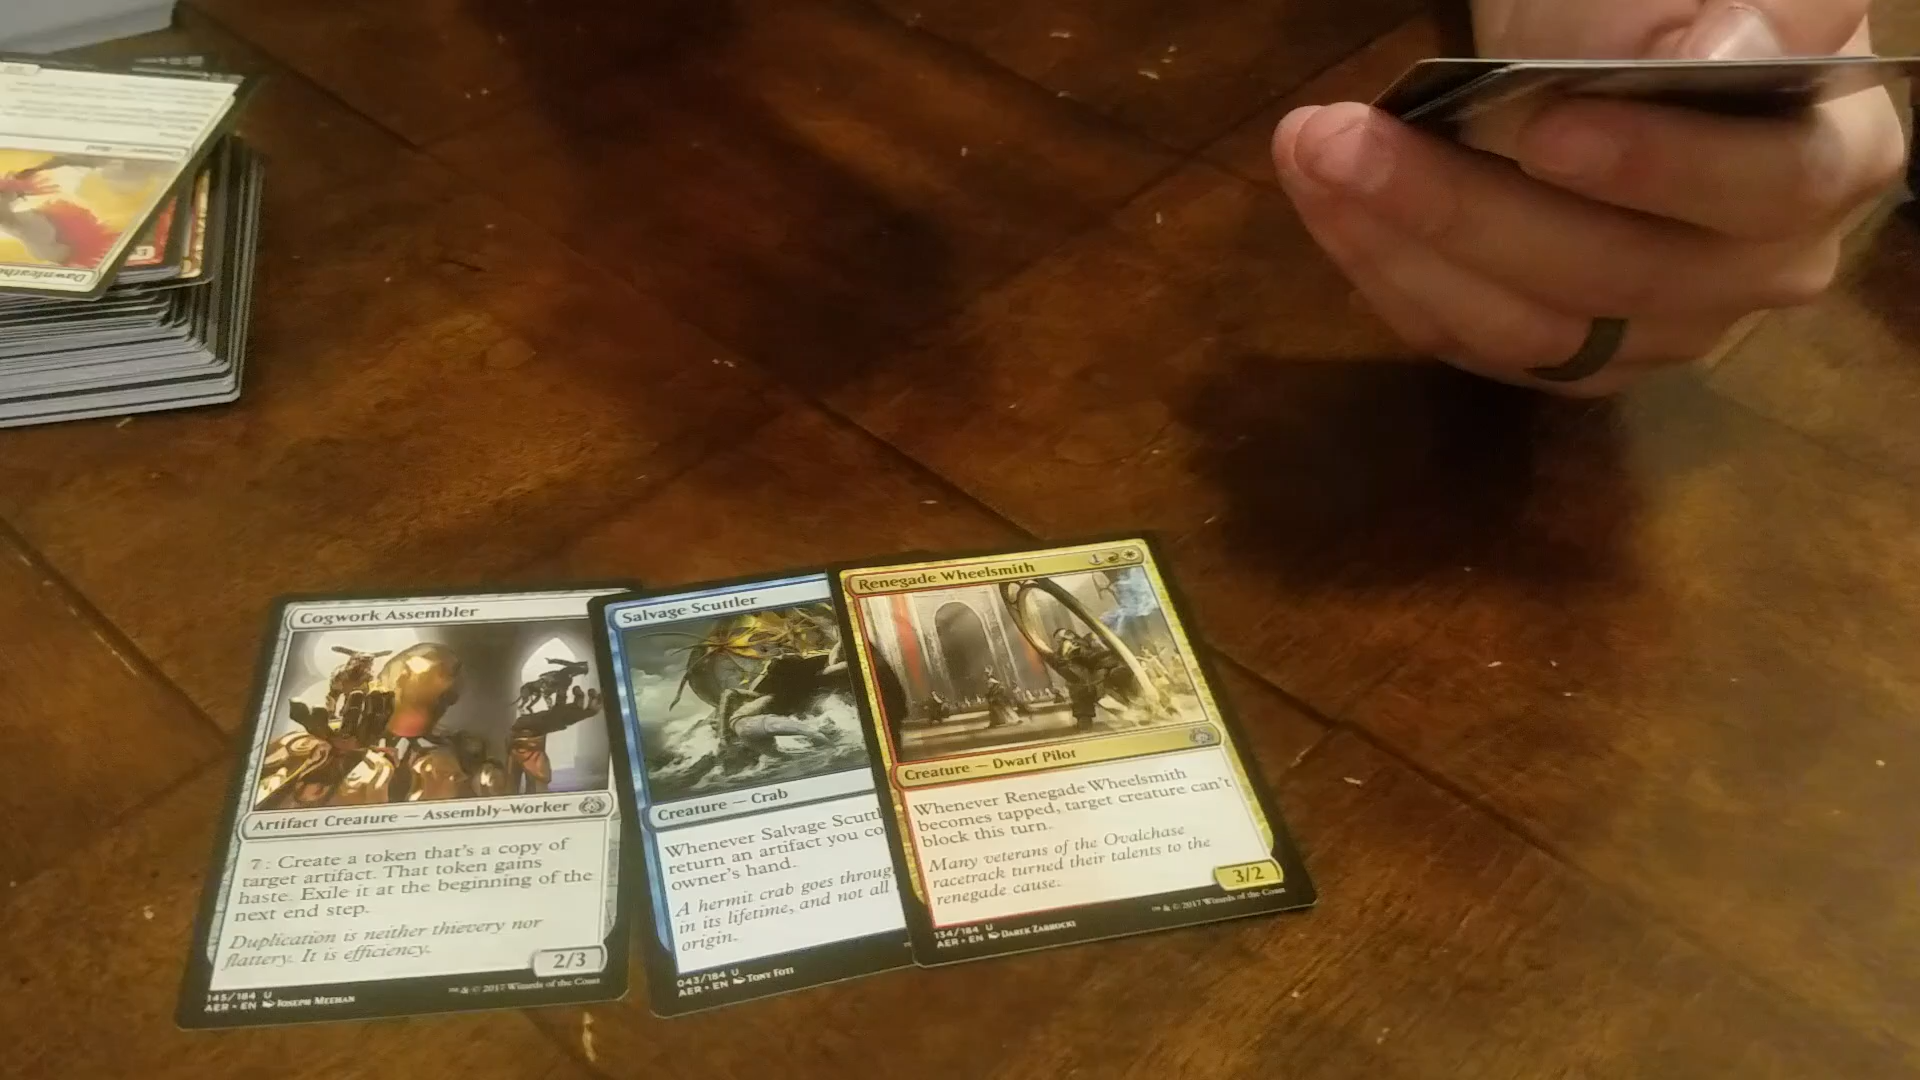 Dawnfeathe
Cogwork Assembler
Artifact Creature — Assembly-Worker
7: Create a token that's a copy of
target artifact. That token gains
haste. Exile it at the beginning of the
next end step.
Duplication is neither thievery nor
flattery. It is efficiency.
2/3
145/184 U
AER • EN Joseph Meehan
™ & © 2017 Wizards of the Coast
Salvage Scuttler
Creature — Crab
Whenever Salvage Scuttl
return an artifact you co
owner's hand.
A hermit crab goes throug
in its lifetime, and not all
origin.
043/184 U
AER • EN Tony Foti
Renegade Wheelsmith
1
Creature — Dwarf Pilot
Whenever Renegade Wheelsmith
becomes tapped, target creature can't
block this turn.
Many veterans of the Ovalchase
racetrack turned their talents to the
renegade cause.
3/2
134/184 U
AER • EN Darek Zabrocki
™ & © 2017 Wizards of the Coast